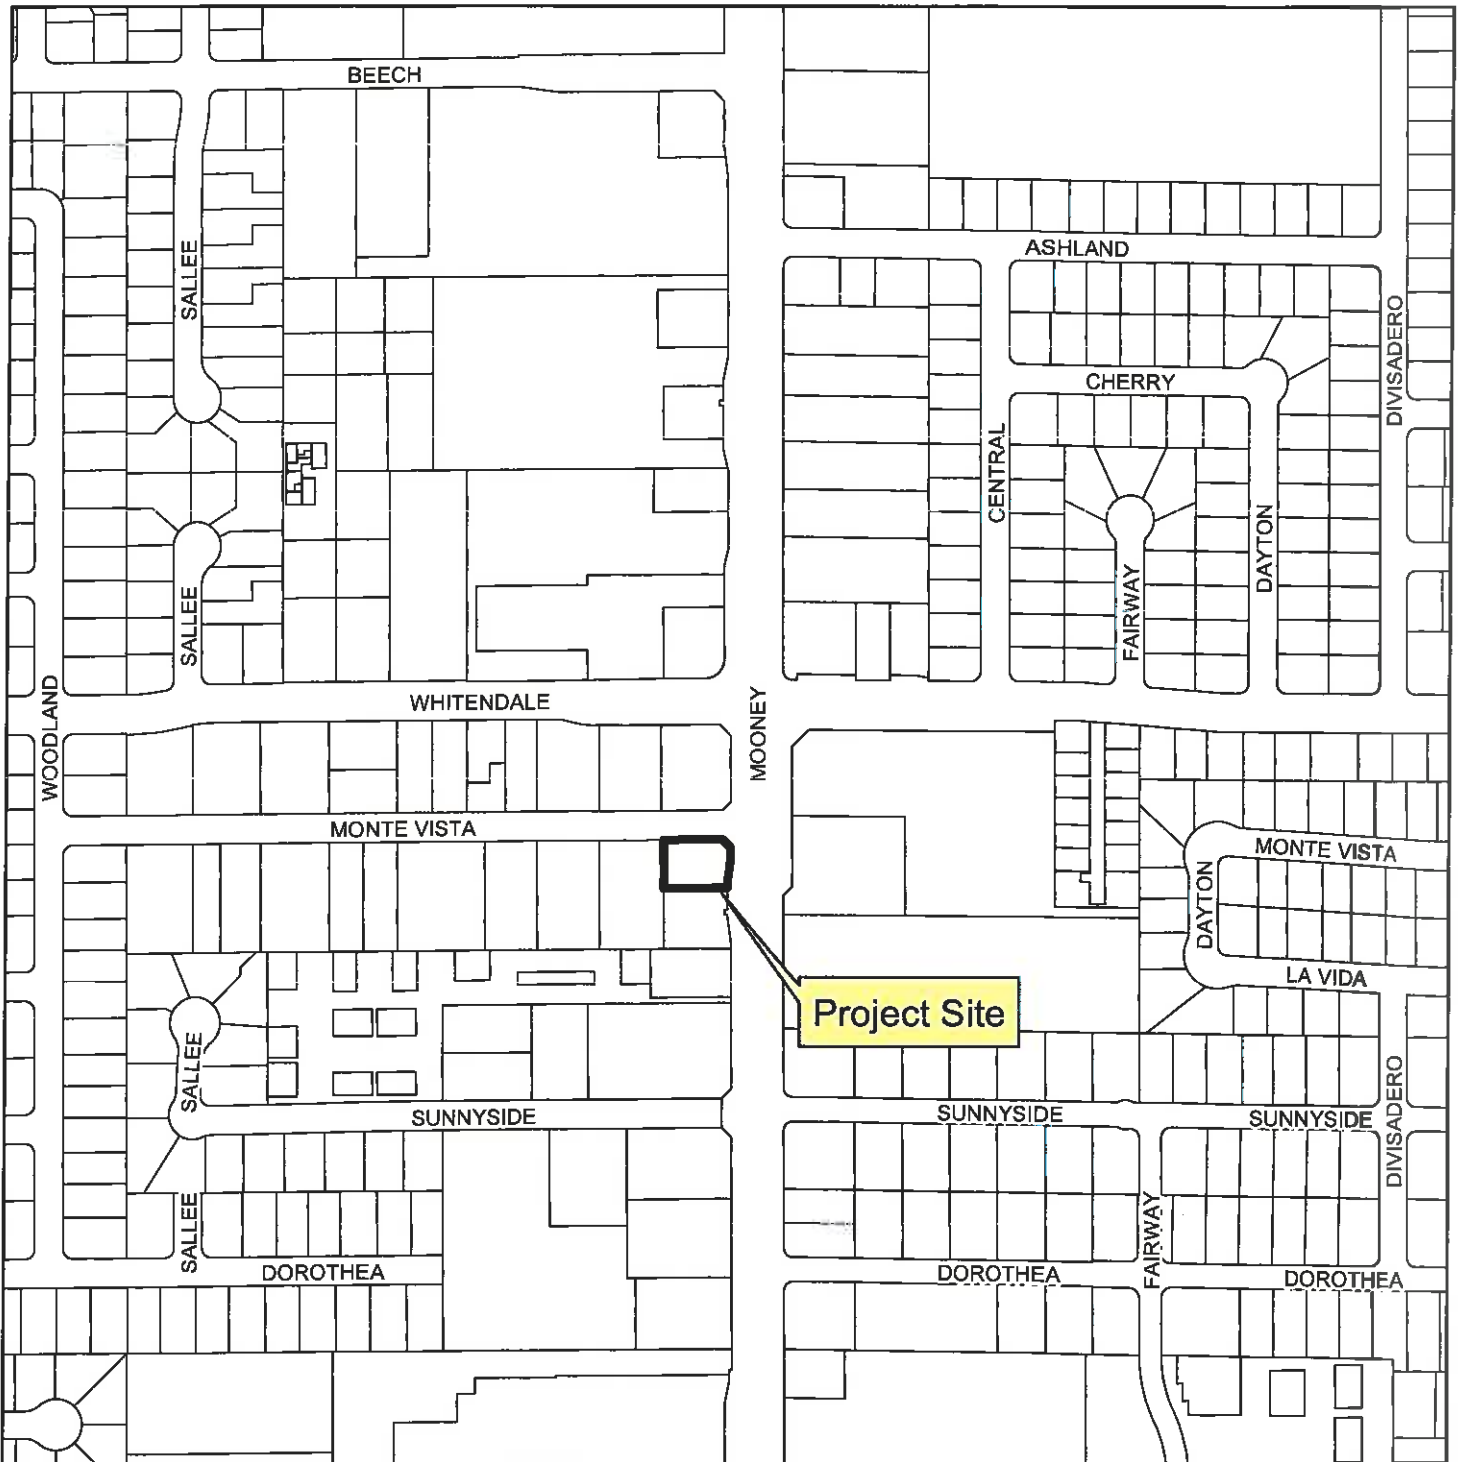 BEECH
ASHLAND
SALLEE
DIVISADERO
CHERRY
CENTRAL
DAYTON
FAIRWAY
SALLEE
WHITENDALE
WOODLAND
MOONEY
MONTE VISTA
MONTE VISTA
DAYTON
LA VIDA
Project Site
SALLEE
DIVISADERO
SUNNYSIDE
SUNNYSIDE
SUNNYSIDE
SALLEE
FAIRWAY
DOROTHEA
DOROTHEA
DOROTHEA